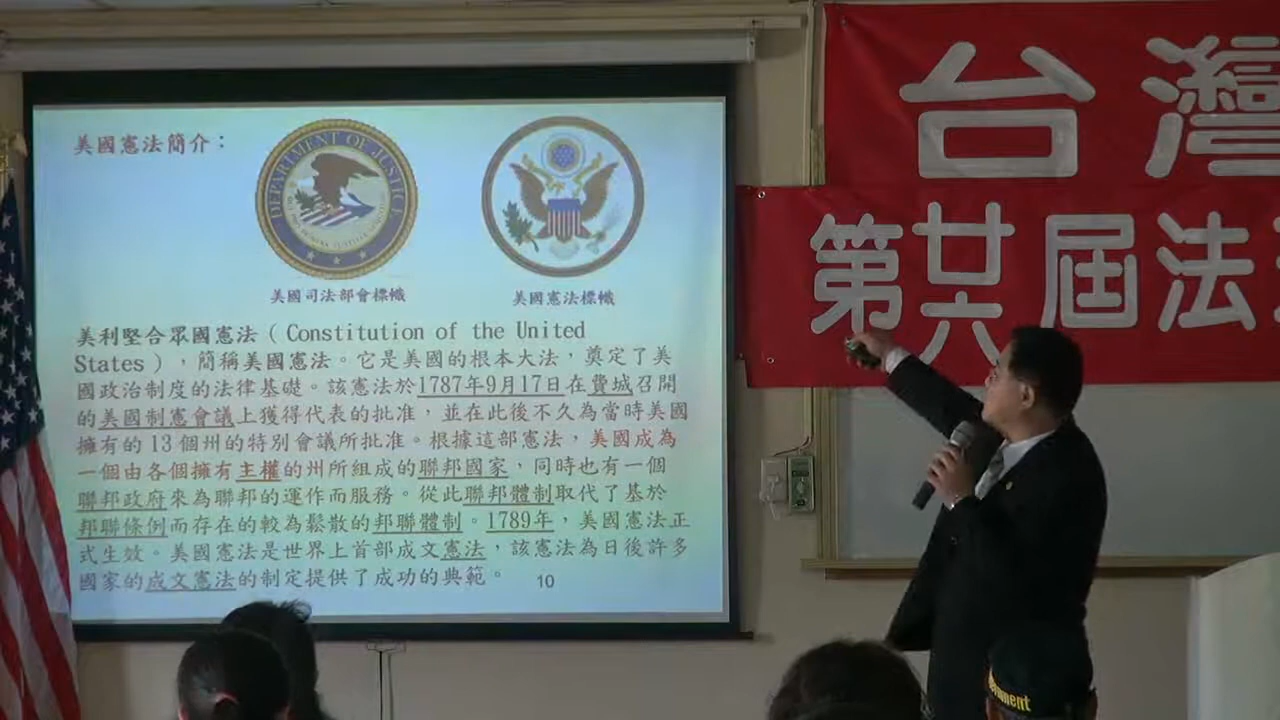 美國憲法簡介：
DEPARTMENT OF JUSTICE
美國司法部會標幟
美國憲法標幟
美利堅合眾國憲法（Constitution of the United
States），簡稱美國憲法。它是美國的根本大法，奠定了美
國政治制度的法律基礎。該憲法於1787年9月17日在費城召開
的美國制憲會議上獲得代表的批准，並在此後不久為當時美國
擁有的13個州的特別會議所批准。根據這部憲法，美國成為
一個由各個擁有主權的州所組成的聯邦國家，同時也有一個
聯邦政府來為聯邦的運作而服務。從此聯邦體制取代了基於
邦聯條例而存在的較為鬆散的邦聯體制。1789年，美國憲法正
式生效。美國憲法是世界上首部成文憲法，該憲法為日後許多
國家的成文憲法的制定提供了成功的典範。
10
台灣
第廿六屆法